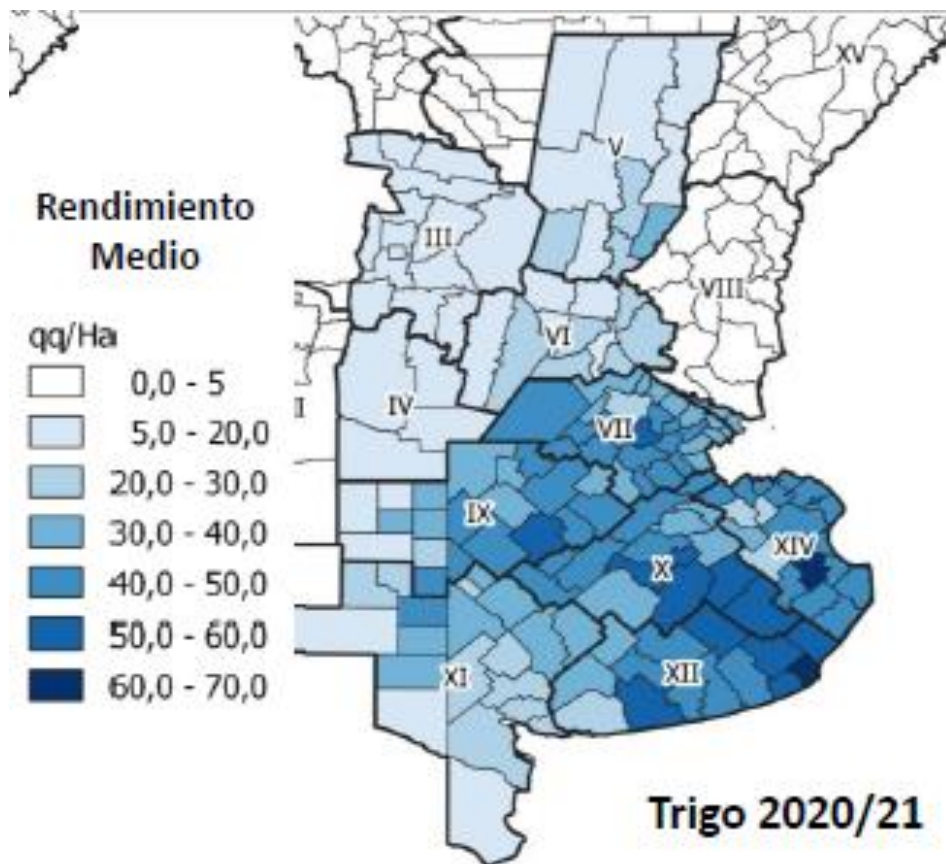 Rendimiento
Medio
qq/Ha
0,0 - 5
5,0 - 20,0
20,0 - 30,0
30,0 - 40,0
40,0 - 50,0
50,0 - 60,0
60,0 - 70,0
XV
V
III
VIII
VI
I
IV
VII
IX
XIV
X
XI
XII
Trigo 2020/21